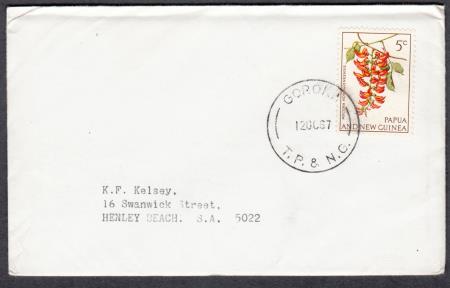 5c
PAPUA
AND NEW GUINEA
GOROKA
12OC67
T.P. & N.G.
K.F. Kelsey,
16 Swanwick Street,
HENLEY BEACH. S.A. 5022